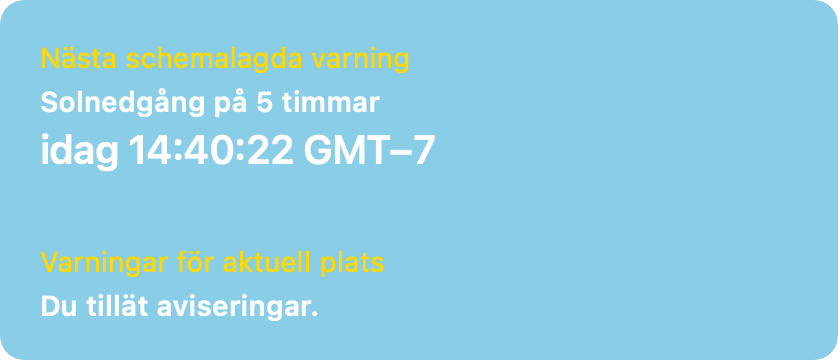 Nästa schemalagda varning
Solnedgång på 5 timmar
idag 14:40:22 GMT−7
Varningar för aktuell plats
Du tillät aviseringar.